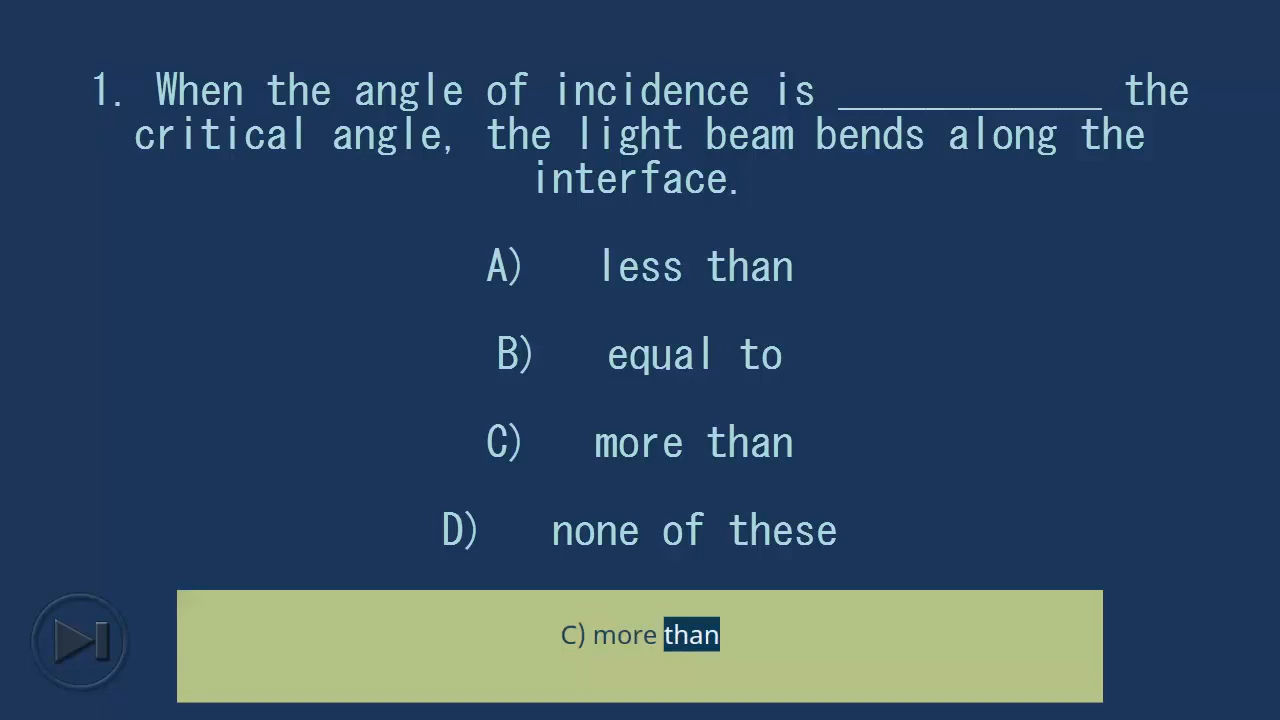 1. When the angle of incidence is ____________ the
critical angle, the light beam bends along the
interface.
A) less than
B) equal to
C) more than
D) none of these
C) more than